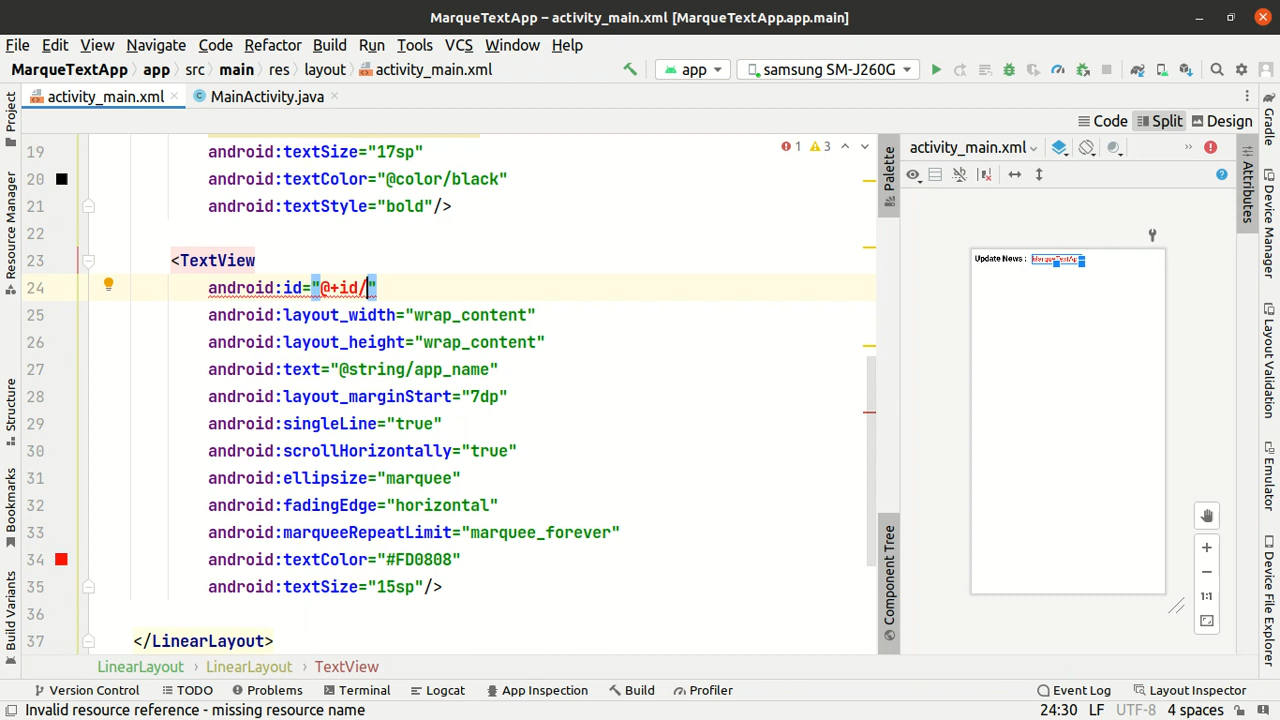 MarqueTextApp – activity_main.xml [MarqueTextApp.app.main]
File Edit View Navigate Code Refactor Build Run Tools VCS Window Help
MarqueTextApp app src main res layout activity_main.xml app samsung SM-J260G
activity_main.xml MainActivity.java
Code Split Design
Project
Resource Manager
Structure
Bookmarks
Build Variants
19 android:textSize="17sp"
20 android:textColor="@color/black"
21 android:textStyle="bold"/>
22
23 <TextView
24 android:id="@+id/"
25 android:layout_width="wrap_content"
26 android:layout_height="wrap_content"
27 android:text="@string/app_name"
28 android:layout_marginStart="7dp"
29 android:singleLine="true"
30 android:scrollHorizontally="true"
31 android:ellipsize="marquee"
32 android:fadingEdge="horizontal"
33 android:marqueeRepeatLimit="marquee_forever"
34 android:textColor="#FD0808"
35 android:textSize="15sp"/>
36
37 </LinearLayout>
1 3
Palette
Component Tree
activity_main.xml
Update News : MarqueTextApp
1:1
Attributes
Gradle
Device Manager
Layout Validation
Emulator
Device File Explorer
LinearLayout › LinearLayout › TextView
Version Control TODO Problems Terminal Logcat App Inspection Build Profiler Event Log Layout Inspector
Invalid resource reference - missing resource name 24:30 LF UTF-8 4 spaces